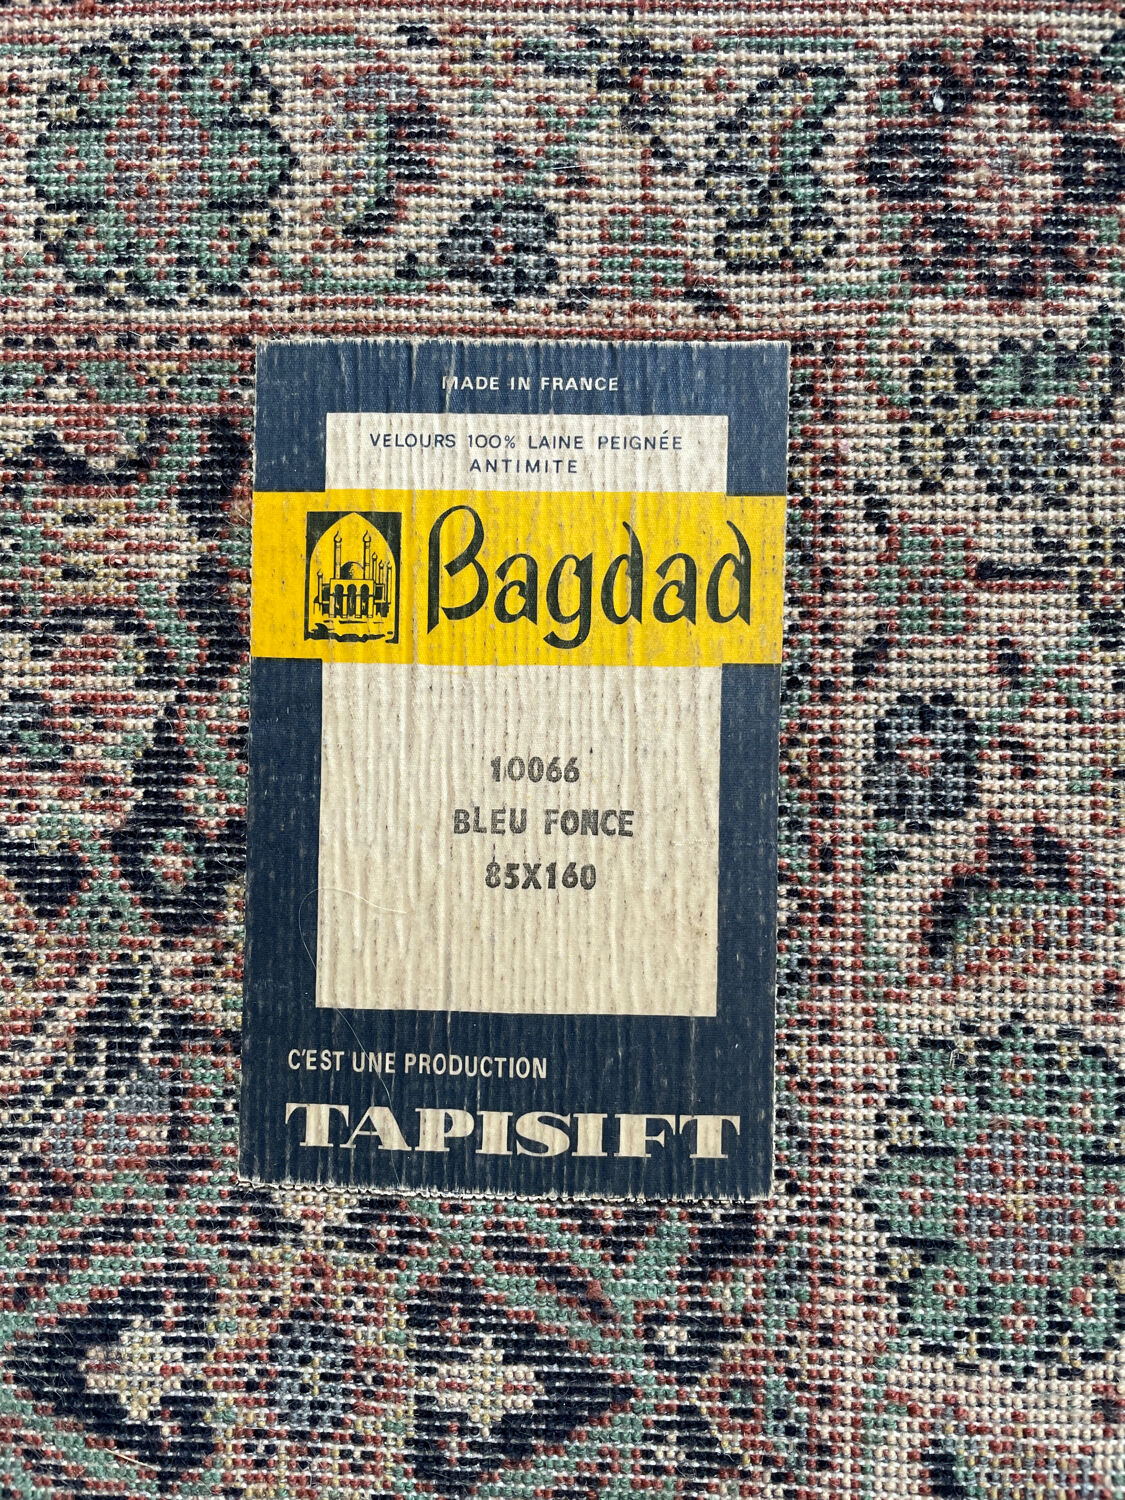 MADE IN FRANCE
VELOURS 100% LAINE PEIGNÉE
ANTIMITE
Bagdad
10066
BLEU FONCE
85X160
C'EST UNE PRODUCTION
TAPISIFT